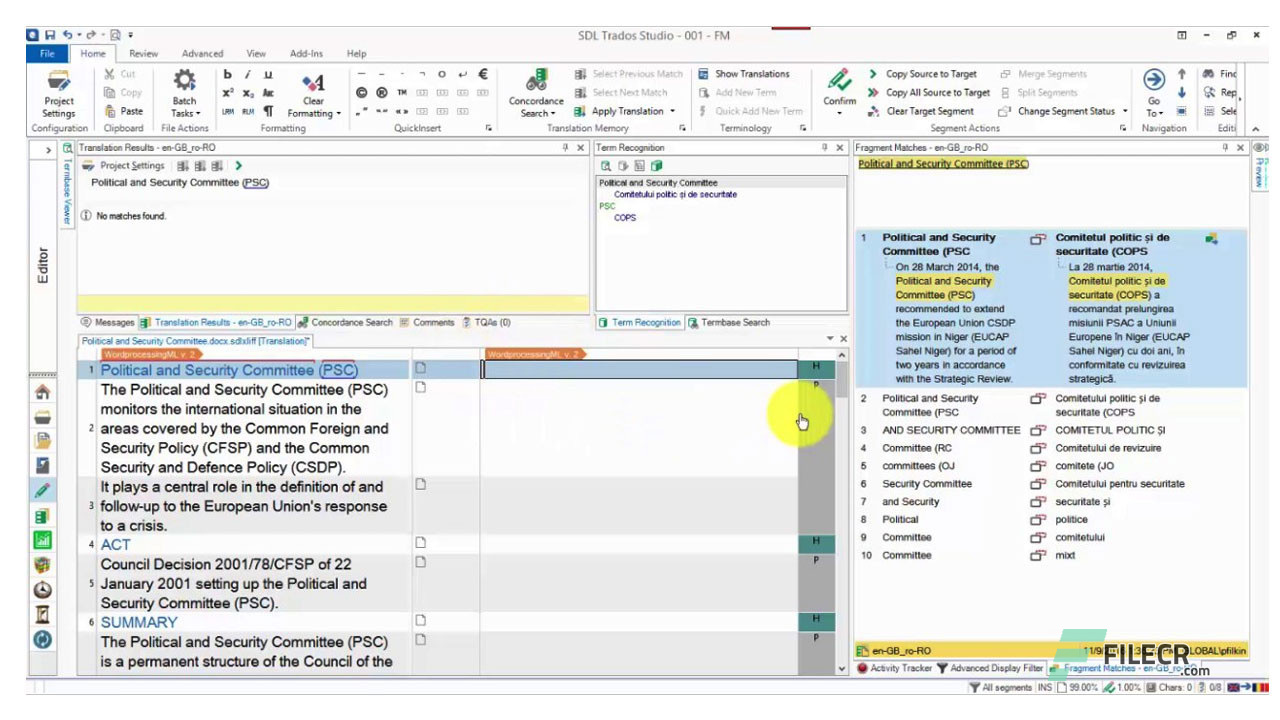 SDL Trados Studio - 001 - FM
File Home Review Advanced View Add-Ins Help
Project Settings
Configuration
Cut
Copy
Paste
Clipboard
Batch Tasks
File Actions
b i u
x² x₂
LRM RLM ¶
Clear Formatting
Formatting
© ® TM €
QuickInsert
Concordance Search
Select Previous Match
Select Next Match
Apply Translation
Translation Memory
Show Translations
Add New Term
Quick Add New Term
Terminology
Confirm
Copy Source to Target
Copy All Source to Target
Clear Target Segment
Merge Segments
Split Segments
Change Segment Status
Segment Actions
Go To
Navigation
Find
Rep
Sele
Editi
Editor
Termbase Viewer
Translation Results - en-GB_ro-RO
Project Settings
Political and Security Committee (PSC)
No matches found.
Messages Translation Results - en-GB_ro-RO Concordance Search Comments TQAs (0)
Term Recognition
Political and Security Committee
Comitetului politic și de securitate
PSC
COPS
Term Recognition Termbase Search
Political and Security Committee.docx.sdlxliff [Translation]*
WordprocessingML v. 2 WordprocessingML v. 2
1 Political and Security Committee (PSC) H
The Political and Security Committee (PSC) P
monitors the international situation in the
2 areas covered by the Common Foreign and
Security Policy (CFSP) and the Common
Security and Defence Policy (CSDP).
It plays a central role in the definition of and
3 follow-up to the European Union's response
to a crisis.
4 ACT H
Council Decision 2001/78/CFSP of 22 P
5 January 2001 setting up the Political and
Security Committee (PSC).
6 SUMMARY H
The Political and Security Committee (PSC) P
is a permanent structure of the Council of the
Fragment Matches - en-GB_ro-RO
Political and Security Committee (PSC)
1 Political and Security Comitetul politic și de
Committee (PSC securitate (COPS
On 28 March 2014, the La 28 martie 2014,
Political and Security Comitetul politic și de
Committee (PSC) securitate (COPS) a
recommended to extend recomandat prelungirea
the European Union CSDP misiunii PSAC a Uniunii
mission in Niger (EUCAP Europene în Niger (EUCAP
Sahel Niger) for a period of Sahel Niger) cu doi ani, în
two years in accordance conformitate cu revizuirea
with the Strategic Review. strategică.
2 Political and Security Comitetului politic și de
Committee (PSC securitate (COPS
3 AND SECURITY COMMITTEE COMITETUL POLITIC ȘI
4 Committee (RC Comitetului de revizuire
5 committees (OJ comitete (JO
6 Security Committee Comitetului pentru securitate
7 and Security securitate și
8 Political politice
9 Committee comitetului
10 Committee mixt
en-GB_ro-RO
Activity Tracker Advanced Display Filter Fragment Matches - en-GB_ro-RO
FILECR
.com
Preview
All segments INS 99.00% 1.00% Chars: 0 0/8